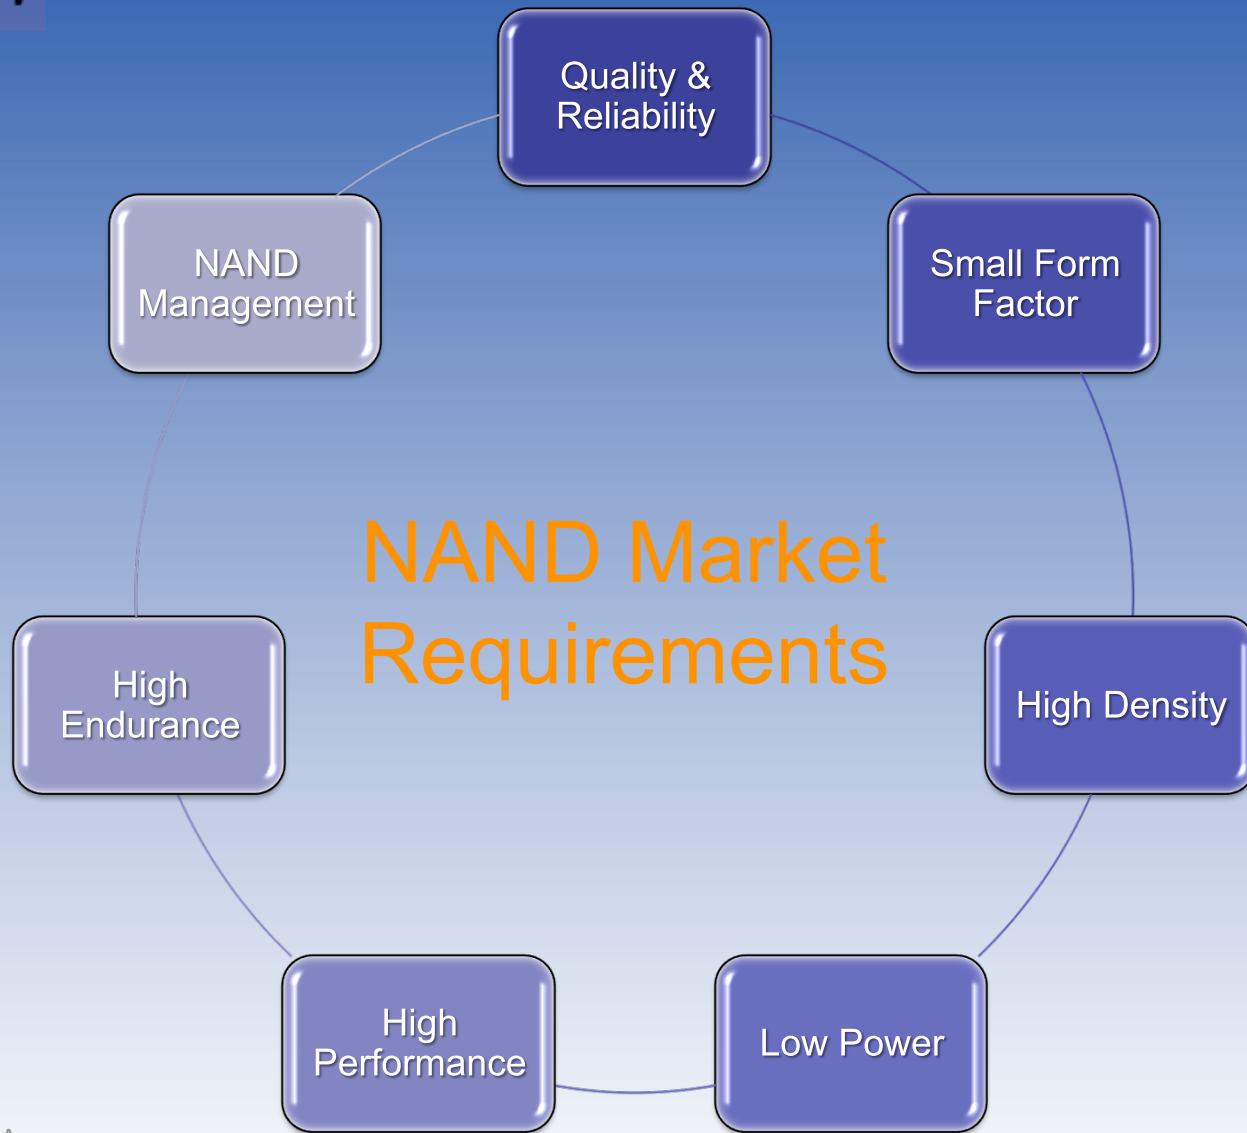 Quality &
Reliability
Small Form
Factor
High Density
Low Power
High
Performance
High
Endurance
NAND
Management
NAND Market
Requirements